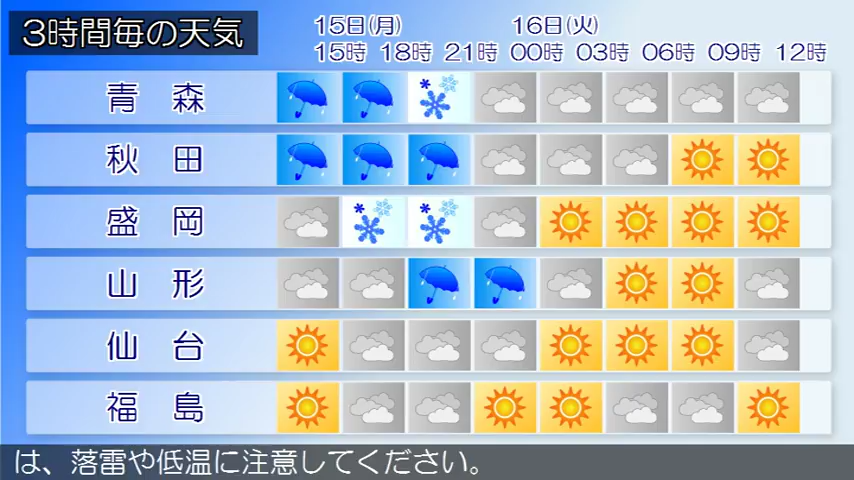 3時間毎の天気
15日(月) 16日(火)
15時 18時 21時 00時 03時 06時 09時 12時
青 森
秋 田
盛 岡
山 形
仙 台
福 島
は、落雷や低温に注意してください。